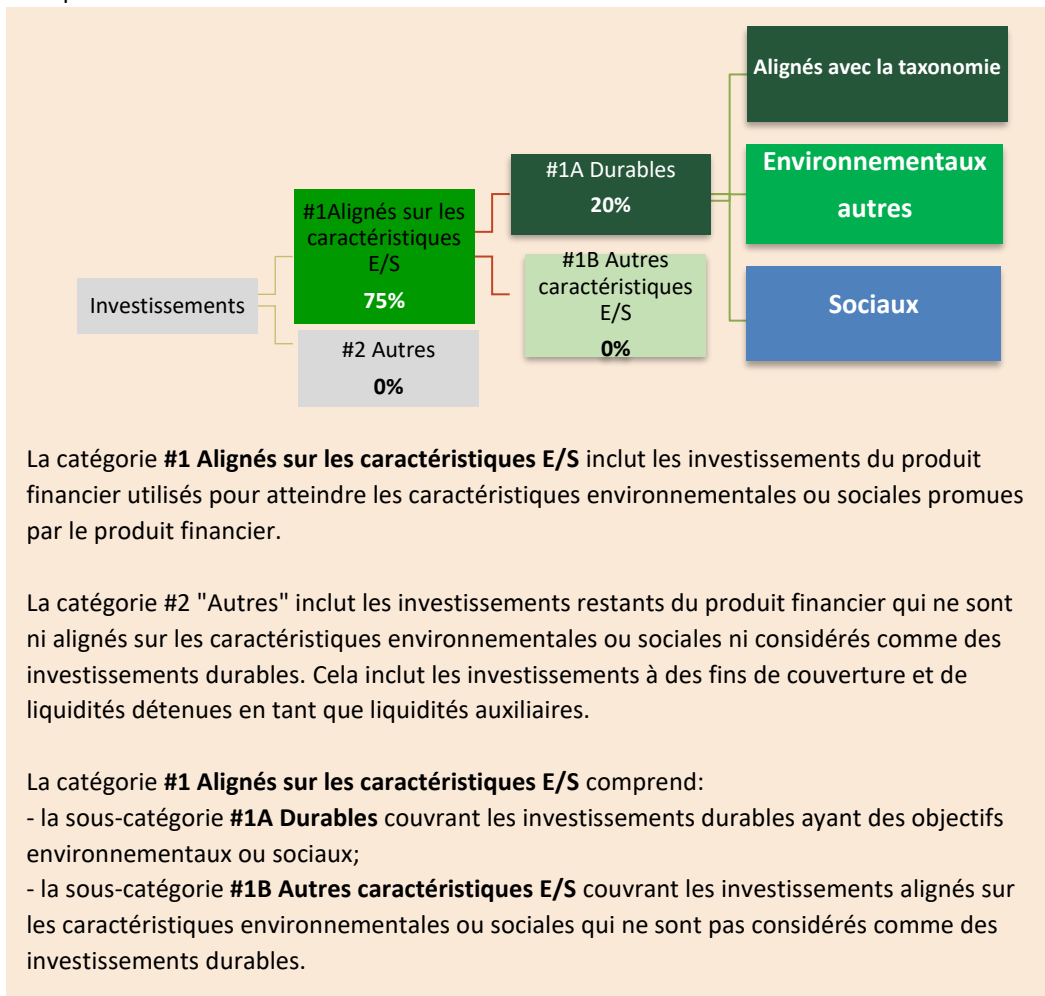 Alignés avec la taxonomie
#1A Durables
20%
Environnementaux
autres
#1Alignés sur les
caractéristiques
E/S
75%
#1B Autres
caractéristiques
E/S
0%
Investissements
Sociaux
#2 Autres
0%
La catégorie #1 Alignés sur les caractéristiques E/S inclut les investissements du produit
financier utilisés pour atteindre les caractéristiques environnementales ou sociales promues
par le produit financier.
La catégorie #2 "Autres" inclut les investissements restants du produit financier qui ne sont
ni alignés sur les caractéristiques environnementales ou sociales ni considérés comme des
investissements durables. Cela inclut les investissements à des fins de couverture et de
liquidités détenues en tant que liquidités auxiliaires.
La catégorie #1 Alignés sur les caractéristiques E/S comprend:
- la sous-catégorie #1A Durables couvrant les investissements durables ayant des objectifs
environnementaux ou sociaux;
- la sous-catégorie #1B Autres caractéristiques E/S couvrant les investissements alignés sur
les caractéristiques environnementales ou sociales qui ne sont pas considérés comme des
investissements durables.